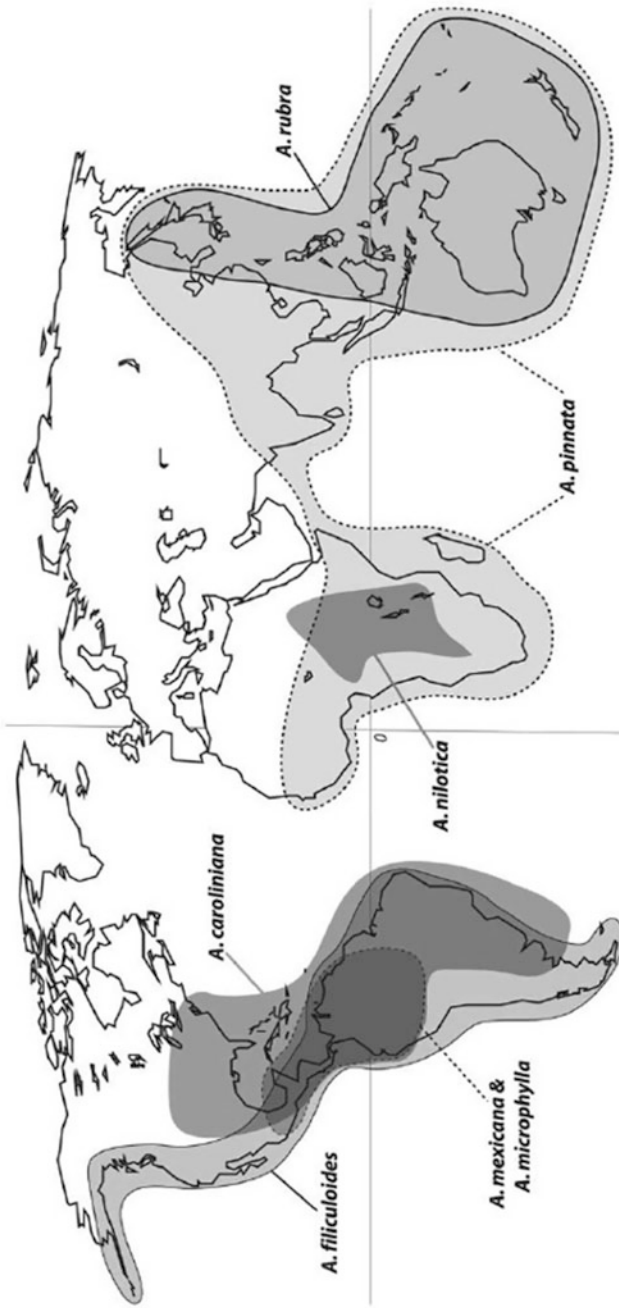 A. filiculoides
A. caroliniana
A. mexicana &
A. microphylla
A. nilotica
0
A. pinnata
A. rubra